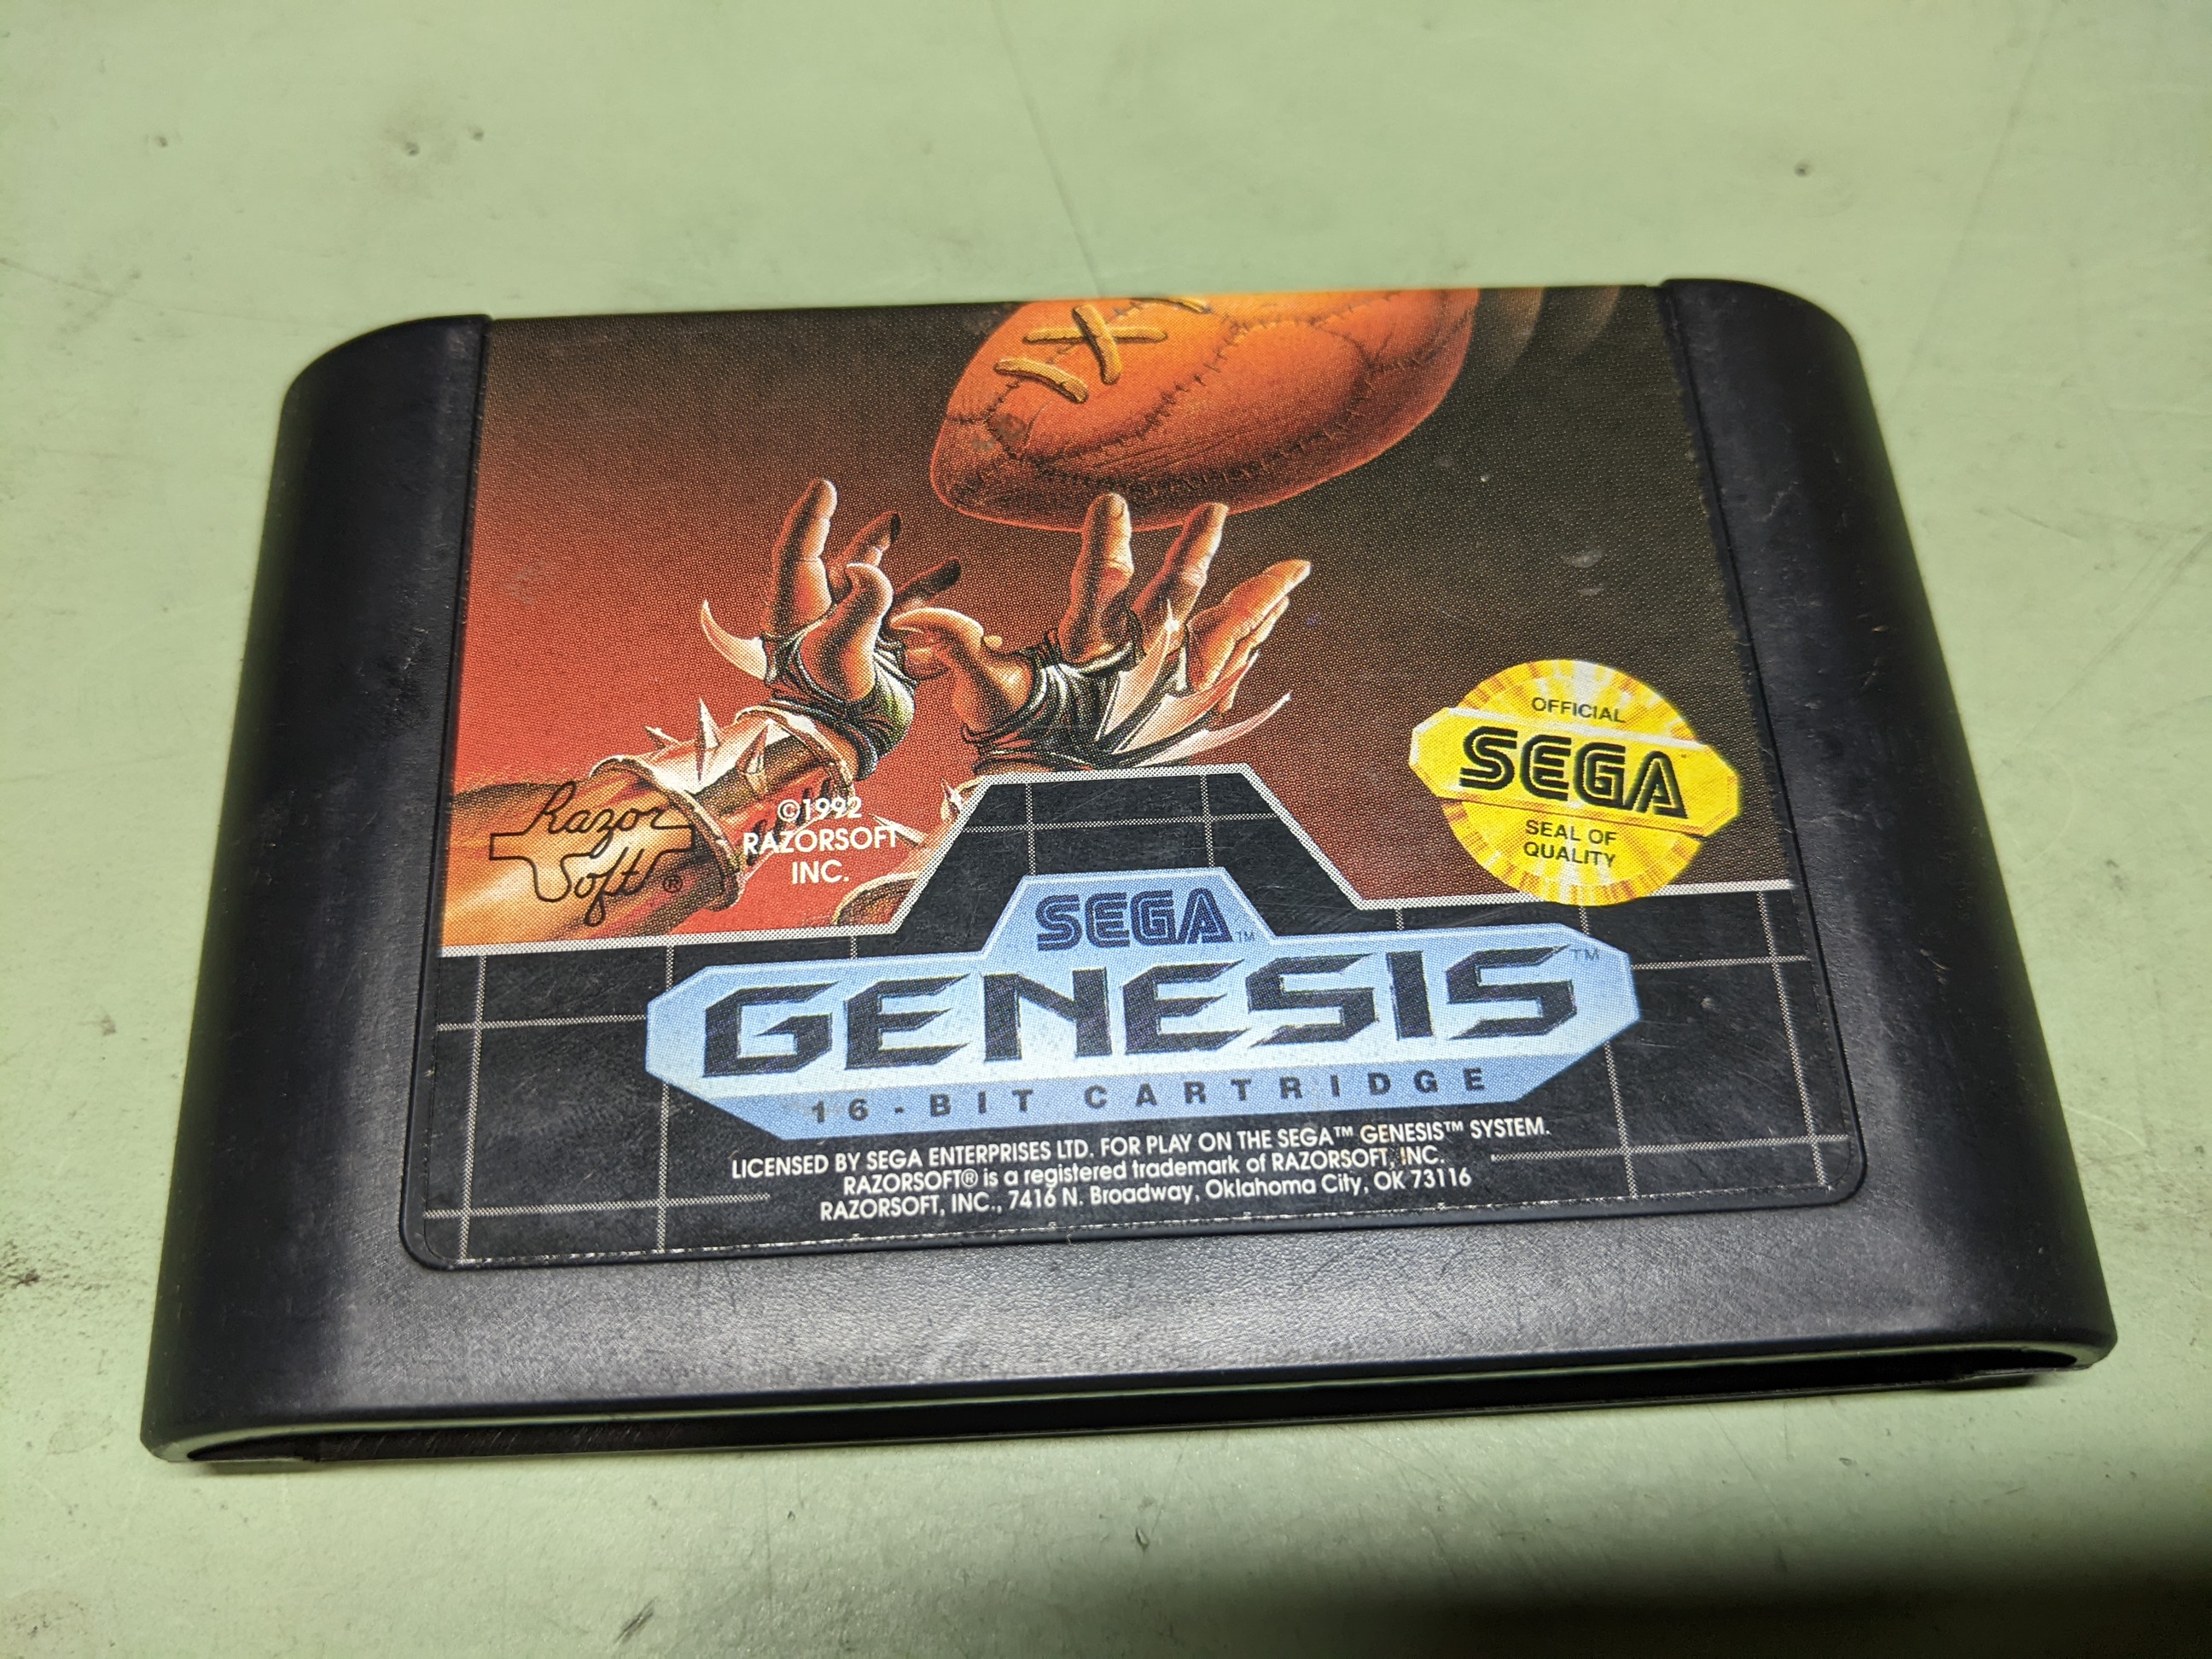 OFFICIAL
SEGA
SEAL OF
QUALITY
Razor
Soft®
©1992
RAZORSOFT
INC.
SEGA™
GENESIS™
16-BIT CARTRIDGE
LICENSED BY SEGA ENTERPRISES LTD. FOR PLAY ON THE SEGA™ GENESIS™ SYSTEM.
RAZORSOFT® is a registered trademark of RAZORSOFT, INC.
RAZORSOFT, INC., 7416 N. Broadway, Oklahoma City, OK 73116